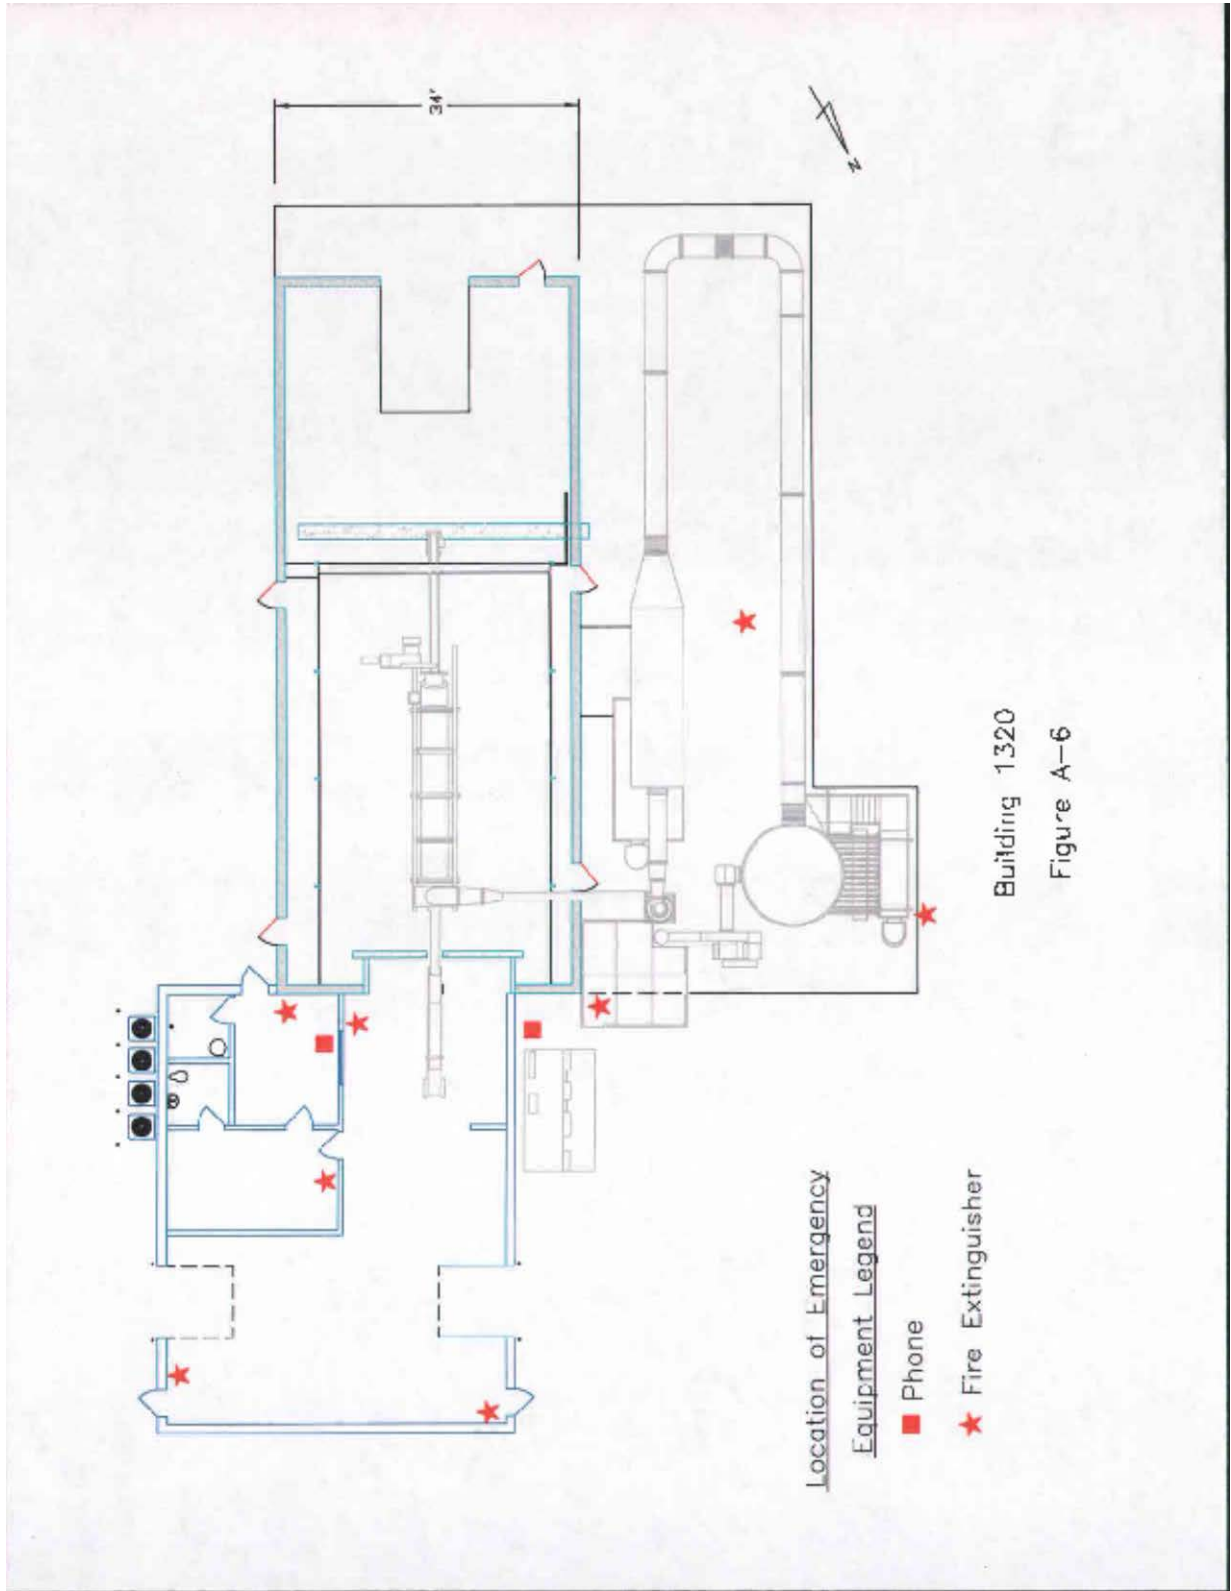 34'
N
Building 1320
Figure A-6
Location of Emergency
Equipment Legend
Phone
Fire Extinguisher